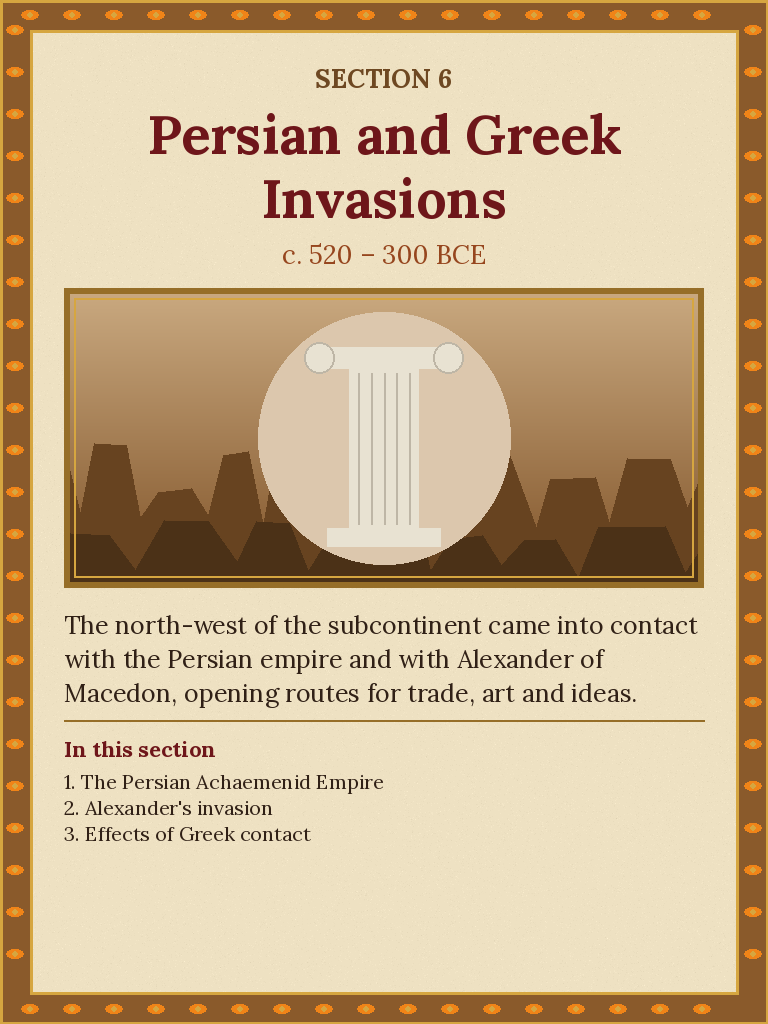 SECTION 6
Persian and Greek
Invasions
c. 520 – 300 BCE
The north-west of the subcontinent came into contact
with the Persian empire and with Alexander of
Macedon, opening routes for trade, art and ideas.
In this section
1. The Persian Achaemenid Empire
2. Alexander's invasion
3. Effects of Greek contact